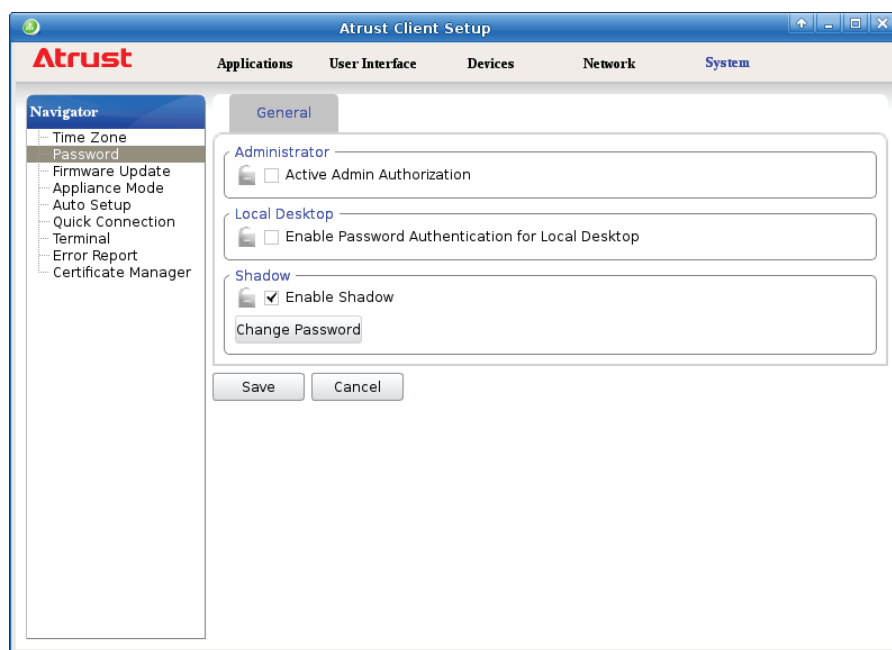 Atrust Client Setup
Atrust
Applications User Interface Devices Network System
Navigator
Time Zone
Password
Firmware Update
Appliance Mode
Auto Setup
Quick Connection
Terminal
Error Report
Certificate Manager
General
Administrator
Active Admin Authorization
Local Desktop
Enable Password Authentication for Local Desktop
Shadow
Enable Shadow
Change Password
Save Cancel